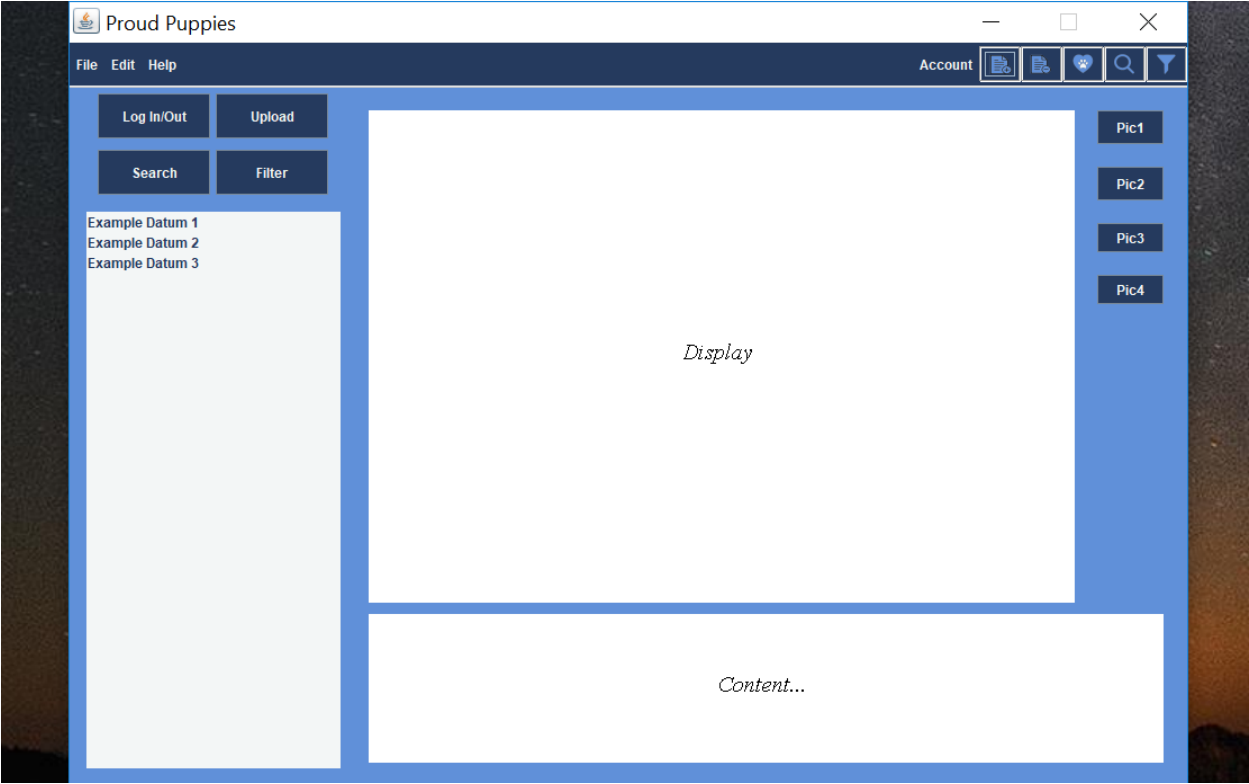 Proud Puppies
File Edit Help Account
Log In/Out Upload
Search Filter
Example Datum 1
Example Datum 2
Example Datum 3
Display
Pic1
Pic2
Pic3
Pic4
Content...